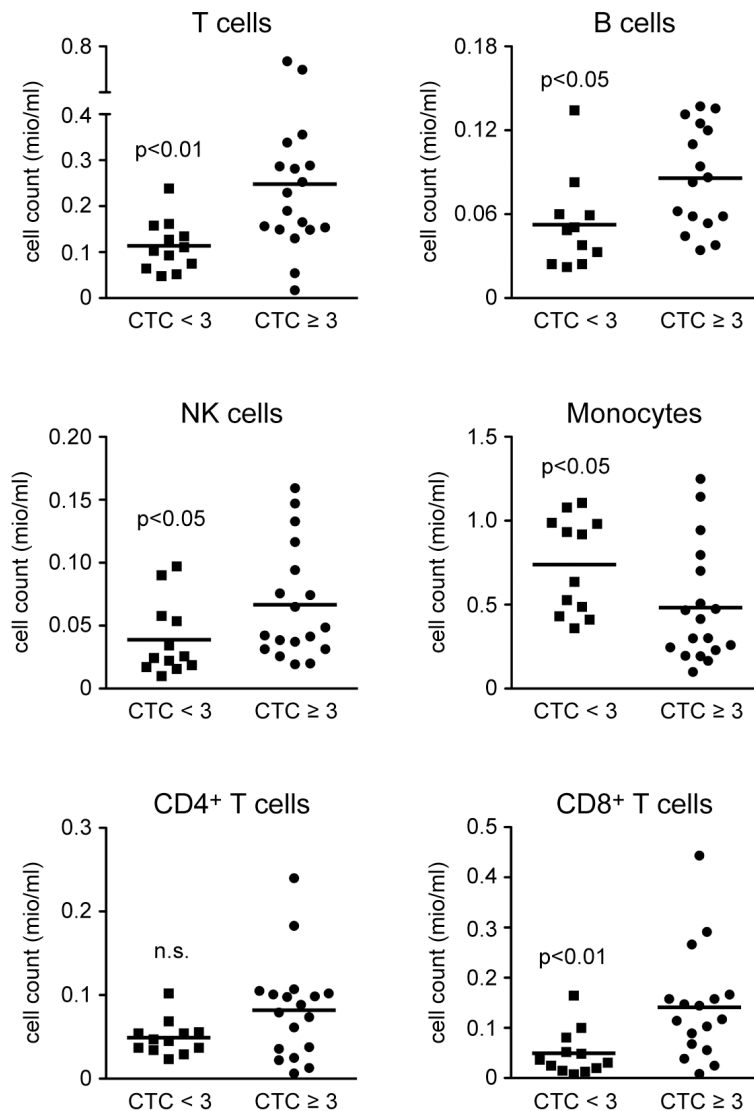 T cells
cell count (mio/ml)
0.8
0.4
0.3
0.2
0.1
0
p<0.01
CTC < 3
CTC ≥ 3
B cells
cell count (mio/ml)
0.18
0.12
0.06
0
p<0.05
CTC < 3
CTC ≥ 3
NK cells
cell count (mio/ml)
0.20
0.15
0.10
0.05
0
p<0.05
CTC < 3
CTC ≥ 3
Monocytes
cell count (mio/ml)
1.5
1.0
0.5
0
p<0.05
CTC < 3
CTC ≥ 3
CD4⁺ T cells
cell count (mio/ml)
0.3
0.2
0.1
0
n.s.
CTC < 3
CTC ≥ 3
CD8⁺ T cells
cell count (mio/ml)
0.5
0.4
0.3
0.2
0.1
0
p<0.01
CTC < 3
CTC ≥ 3